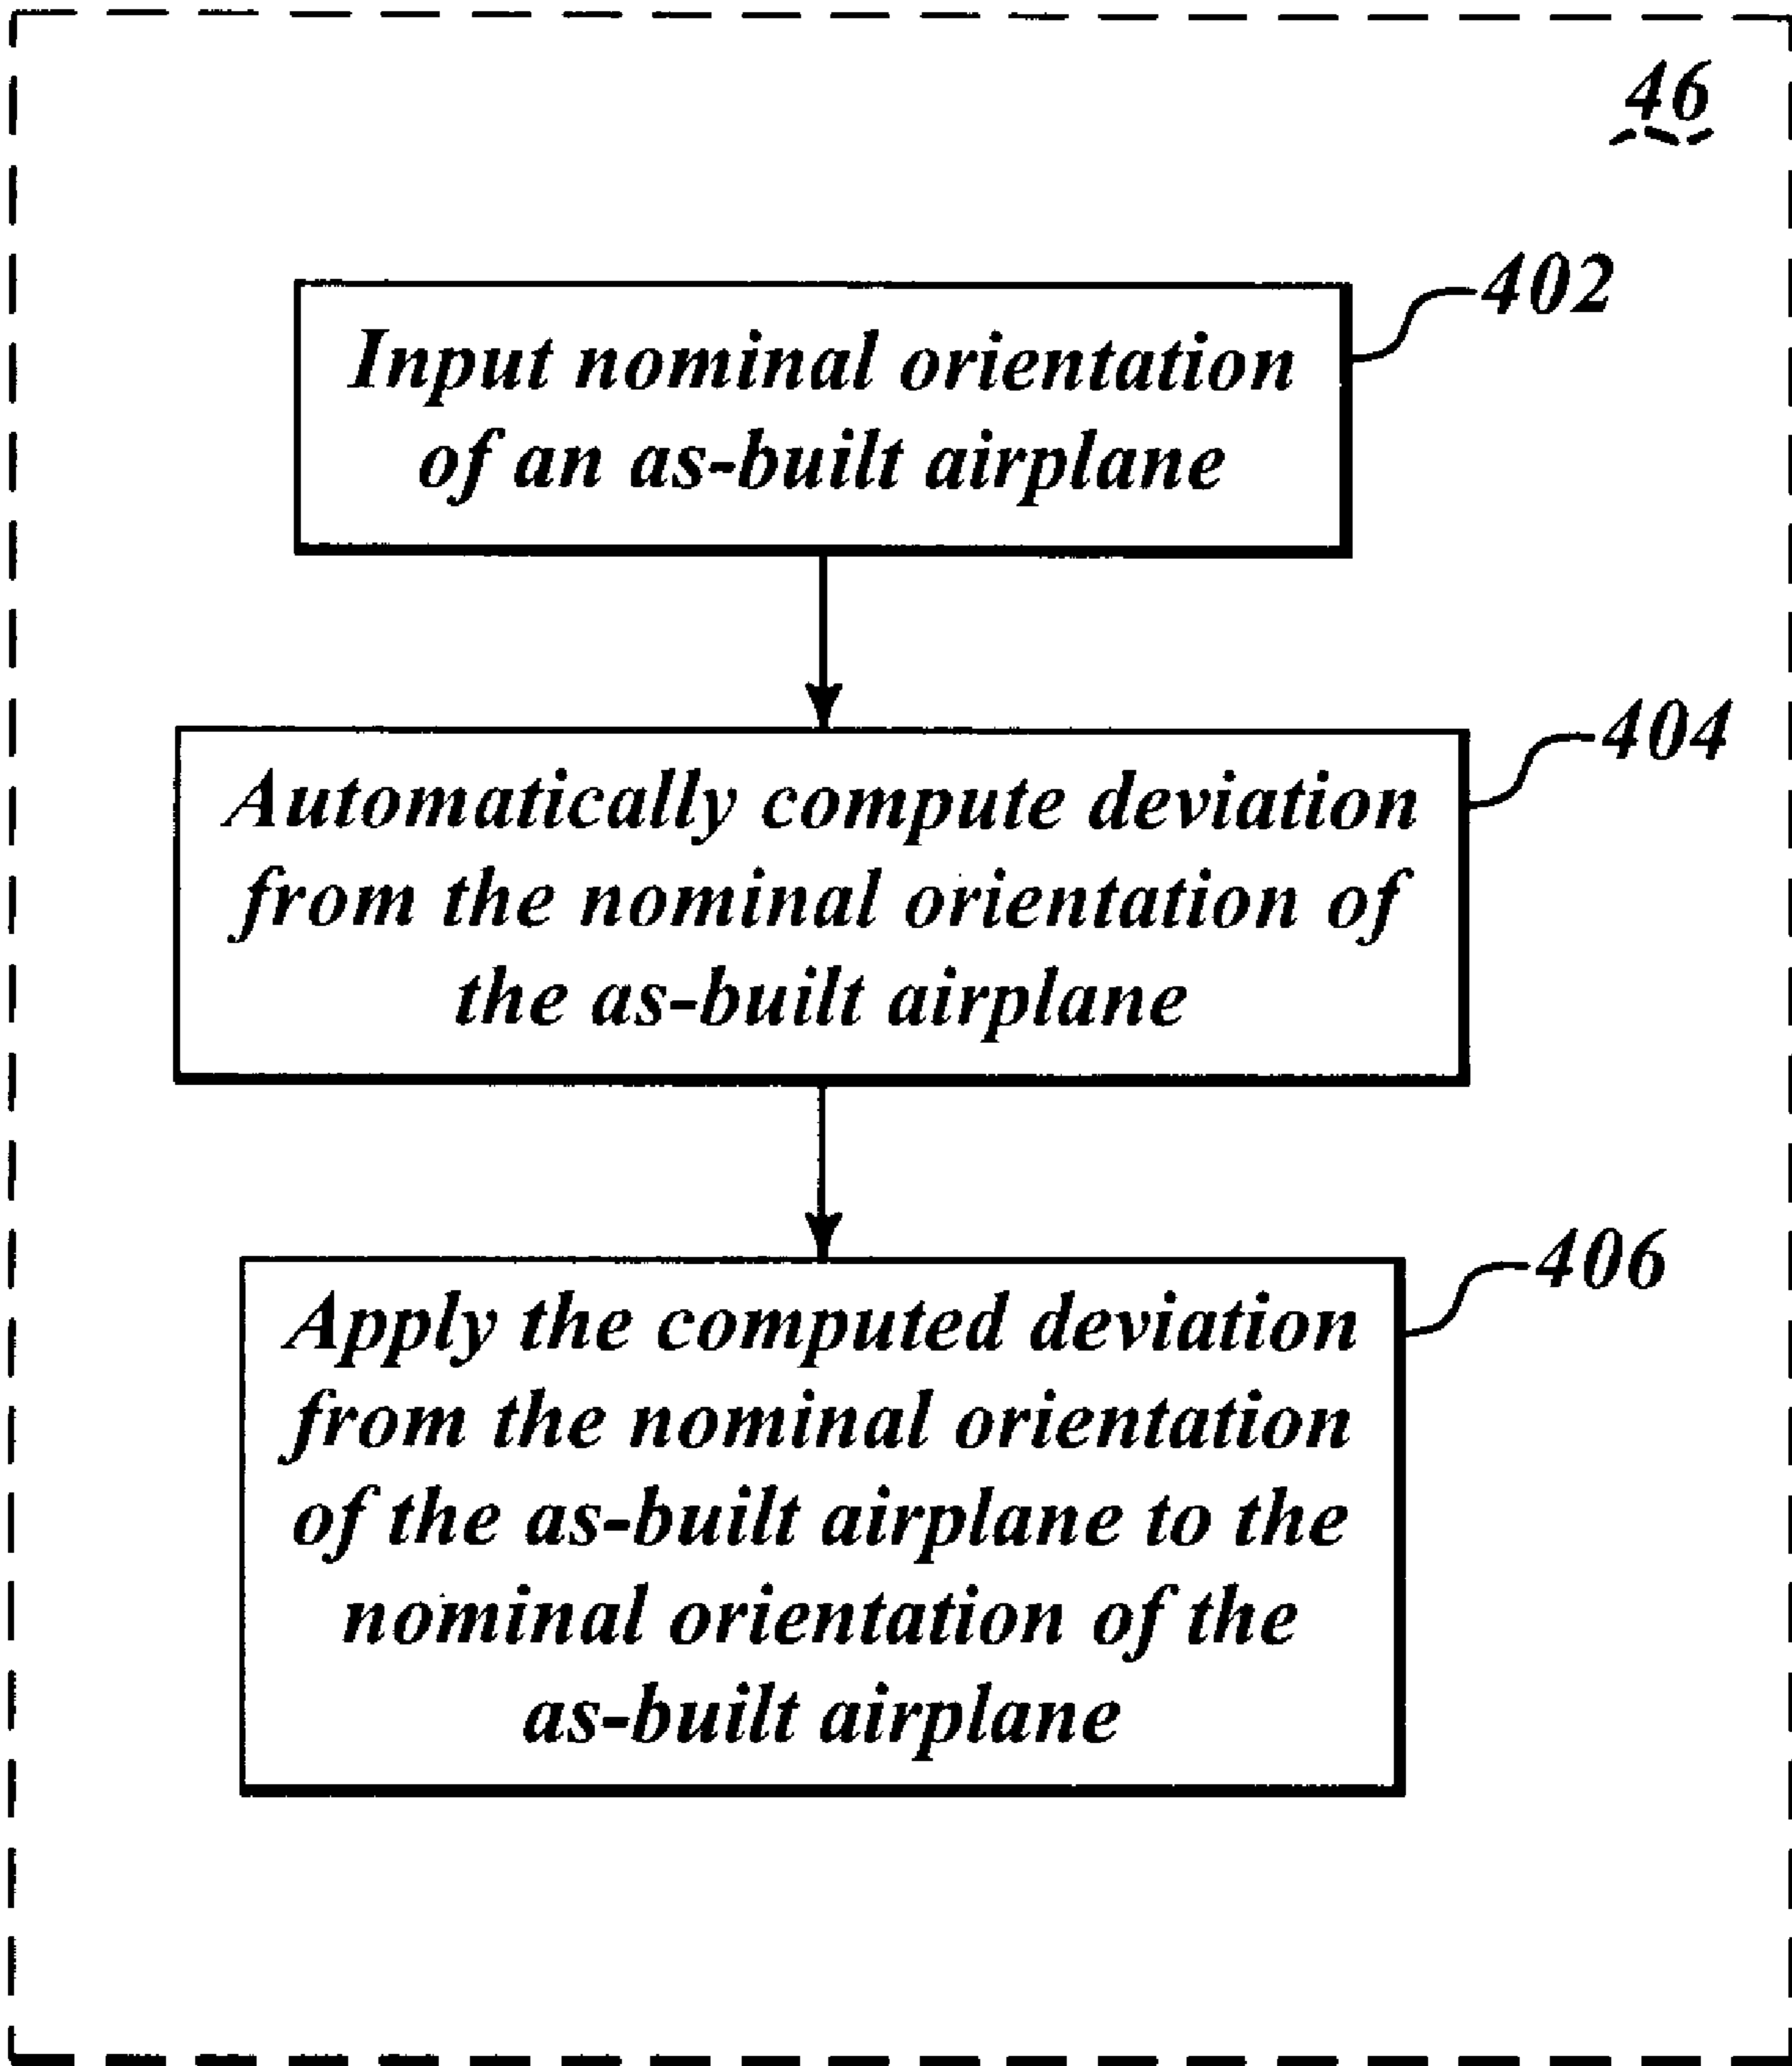 46
402
Input nominal orientation
of an as-built airplane
404
Automatically compute deviation
from the nominal orientation of
the as-built airplane
406
Apply the computed deviation
from the nominal orientation
of the as-built airplane to the
nominal orientation of the
as-built airplane